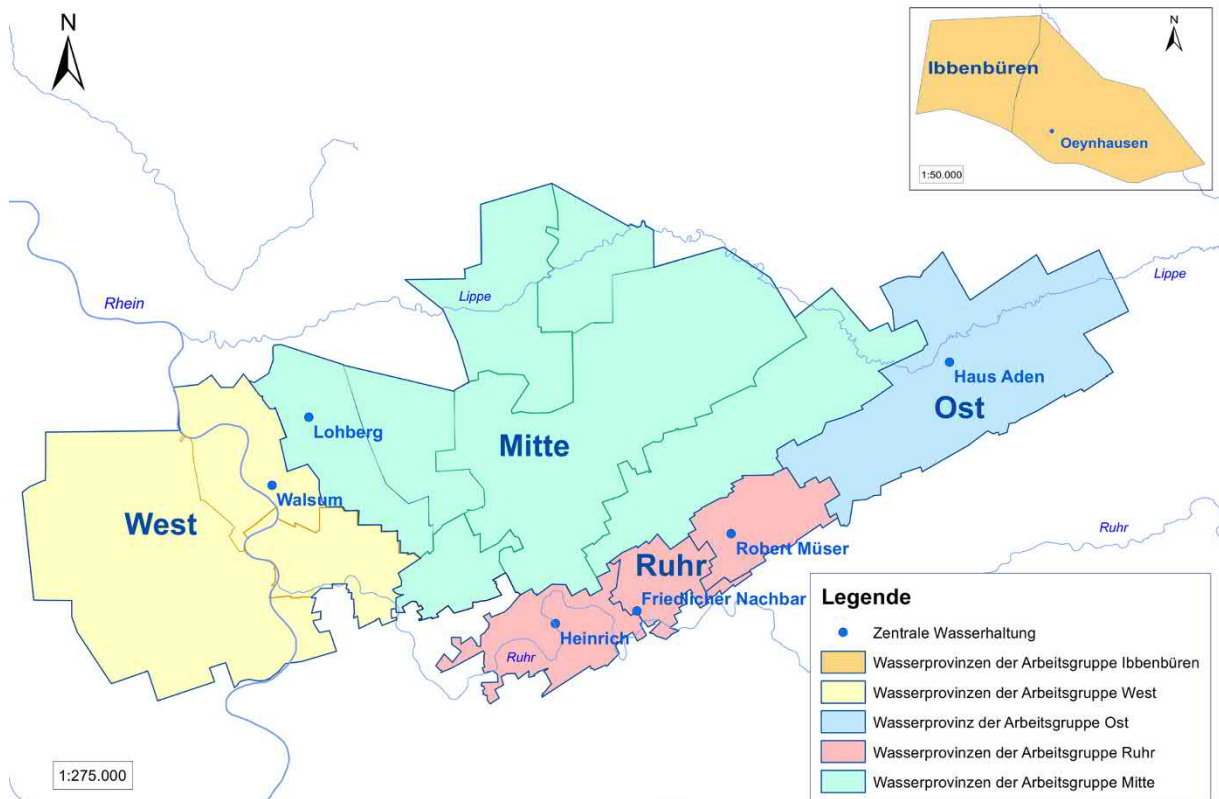 N
N
Ibbenbüren
Oeynhausen
1:50.000
Rhein
Lippe
Lippe
Haus Aden
Ost
Lohberg
Mitte
Walsum
West
Ruhr
Robert Müser
Ruhr
Friedlicher Nachbar
Heinrich
Ruhr
1:275.000
Legende
Zentrale Wasserhaltung
Wasserprovinzen der Arbeitsgruppe Ibbenbüren
Wasserprovinzen der Arbeitsgruppe West
Wasserprovinz der Arbeitsgruppe Ost
Wasserprovinzen der Arbeitsgruppe Ruhr
Wasserprovinzen der Arbeitsgruppe Mitte